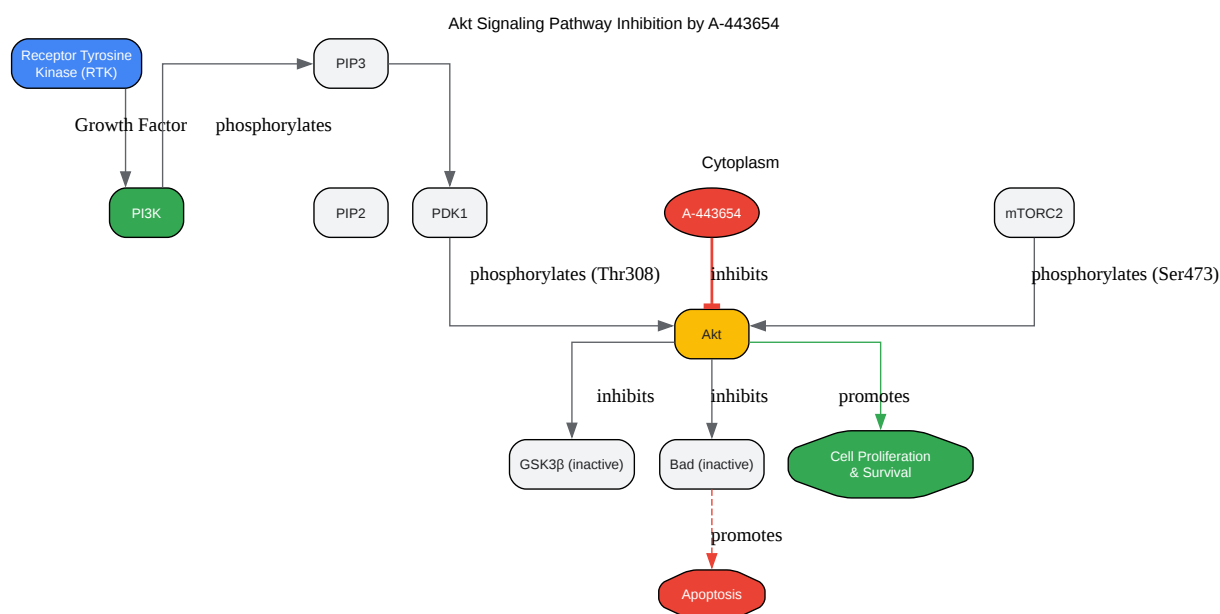 Akt Signaling Pathway Inhibition by A-443654
Receptor Tyrosine
Kinase (RTK)
PIP3
Growth Factor
phosphorylates
Cytoplasm
PI3K
PIP2
PDK1
A-443654
mTORC2
phosphorylates (Thr308)
inhibits
phosphorylates (Ser473)
Akt
inhibits
inhibits
promotes
GSK3β (inactive)
Bad (inactive)
Cell Proliferation
& Survival
promotes
Apoptosis